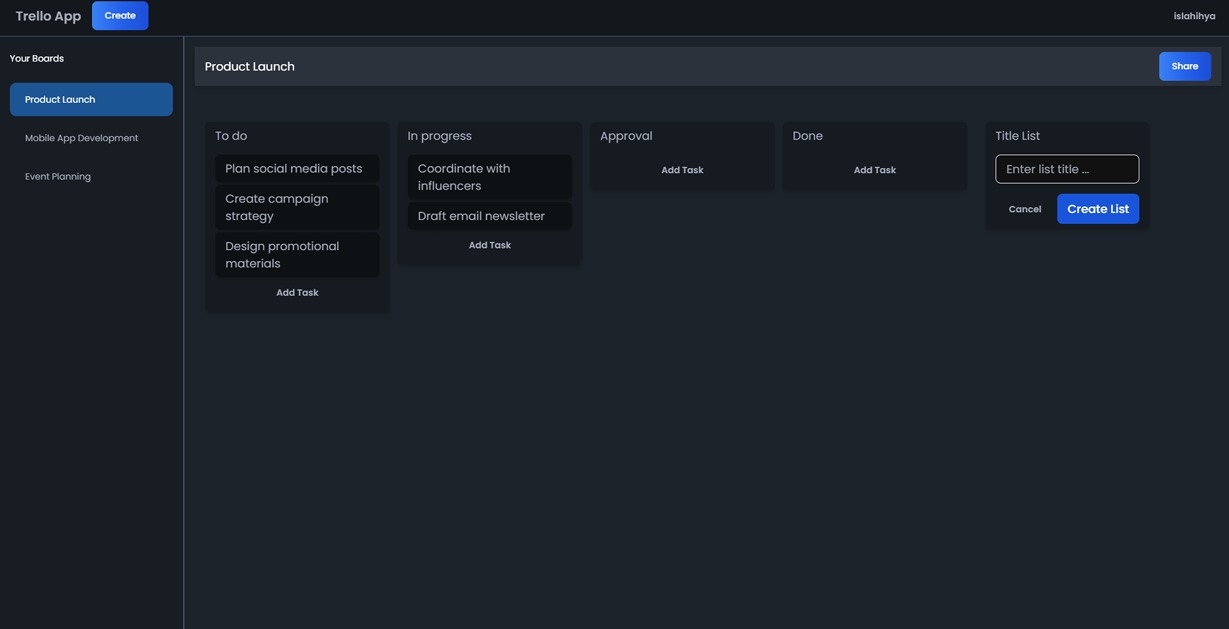 Trello App
Create
islahihya
Your Boards
Product Launch
Mobile App Development
Event Planning
Product Launch
Share
To do
Plan social media posts
Create campaign
strategy
Design promotional
materials
Add Task
In progress
Coordinate with
influencers
Draft email newsletter
Add Task
Approval
Add Task
Done
Add Task
Title List
Enter list title ...
Cancel
Create List